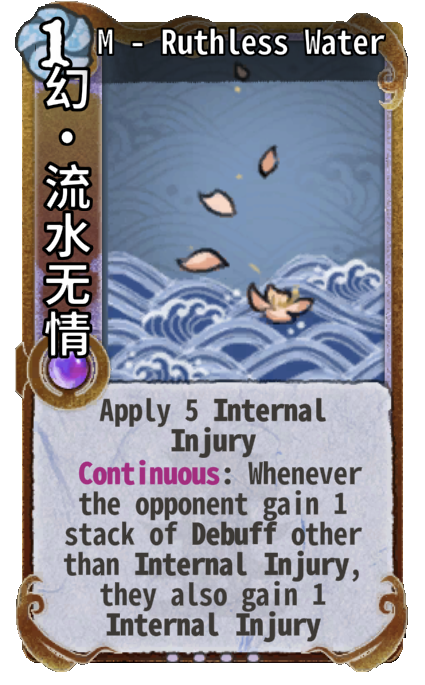 1
M - Ruthless Water
幻·流水无情
Apply 5 Internal
Injury
Continuous: Whenever
the opponent gain 1
stack of Debuff other
than Internal Injury,
they also gain 1
Internal Injury